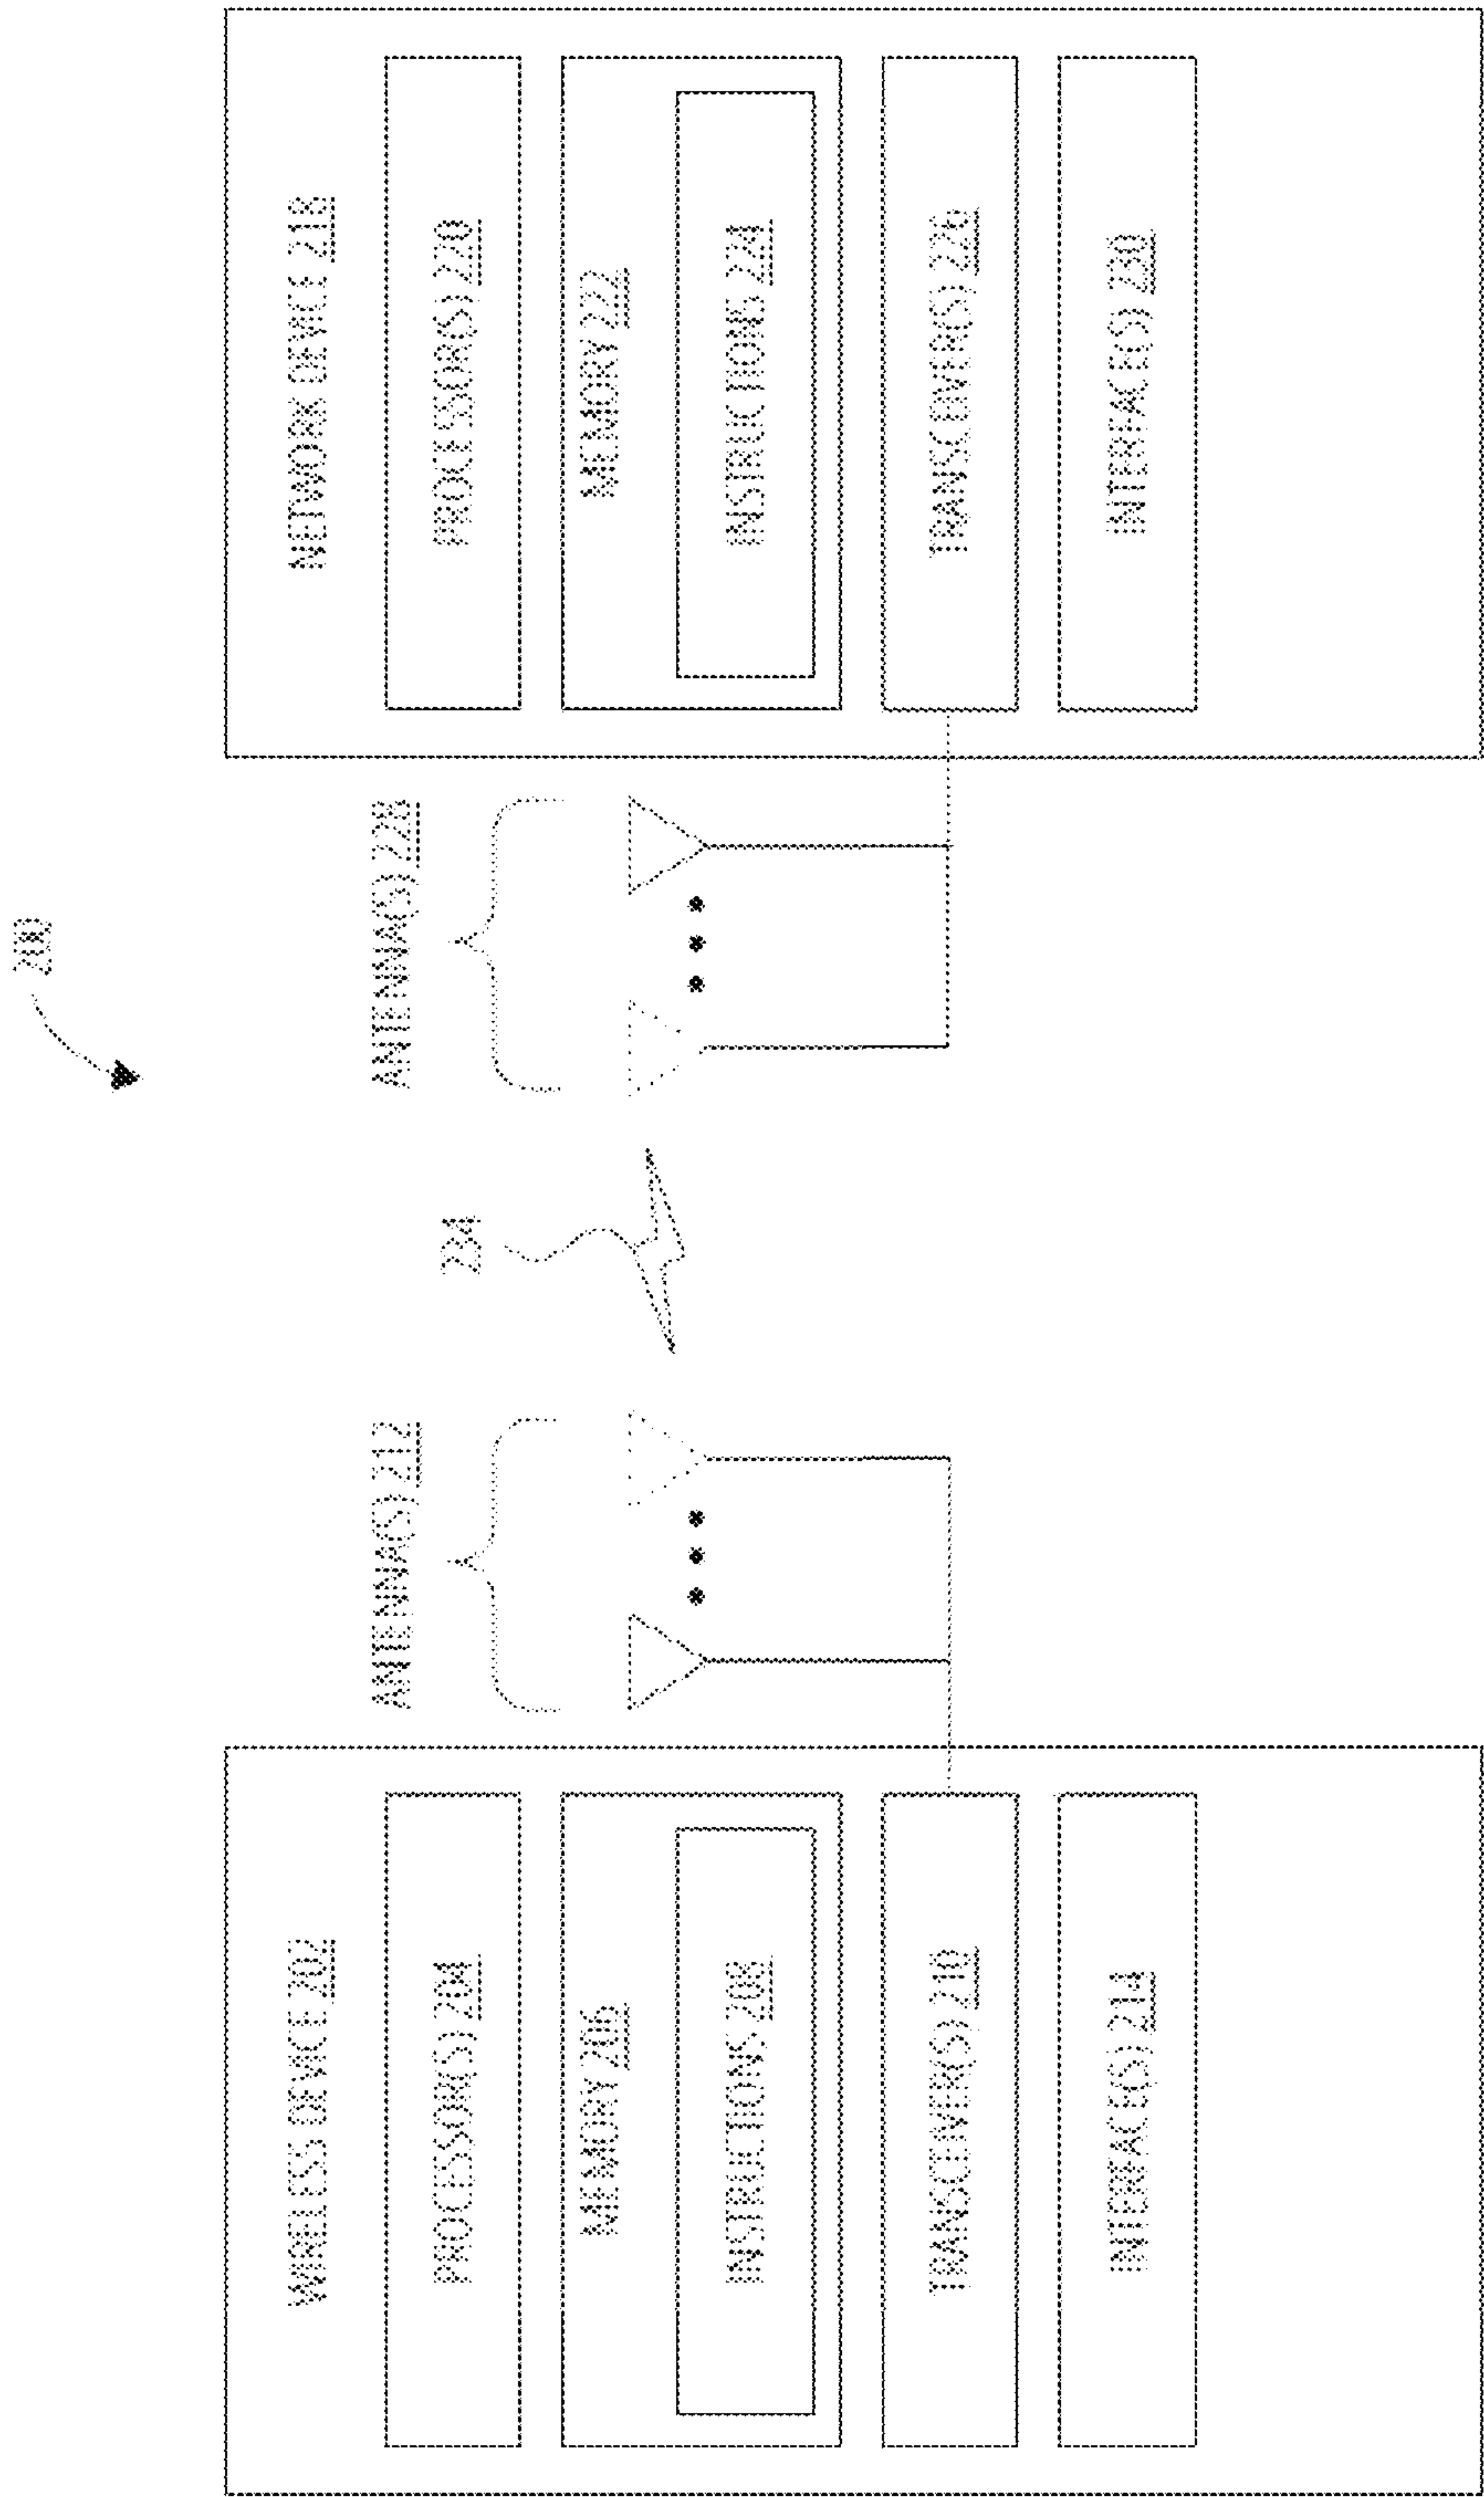 200
WIRELESS DEVICE 202
PROCESSOR(S) 204
MEMORY 206
INSTRUCTIONS 208
TRANSCEIVER(S) 210
INTERFACE(S) 214
ANTENNA(S) 212
234
ANTENNA(S) 228
NETWORK DEVICE 218
PROCESSOR(S) 220
MEMORY 222
INSTRUCTIONS 224
TRANSCEIVER(S) 226
INTERFACE(S) 230